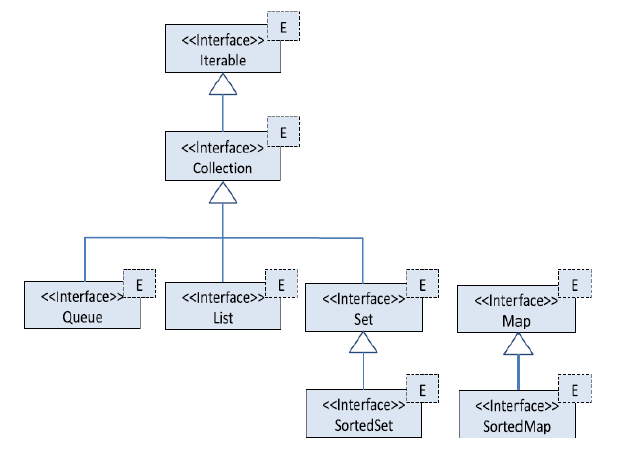 E
<<Interface>>
Iterable
E
<<Interface>>
Collection
E
<<Interface>>
Queue
E
<<Interface>>
List
E
<<Interface>>
Set
E
<<Interface>>
Map
E
<<Interface>>
SortedSet
E
<<Interface>>
SortedMap